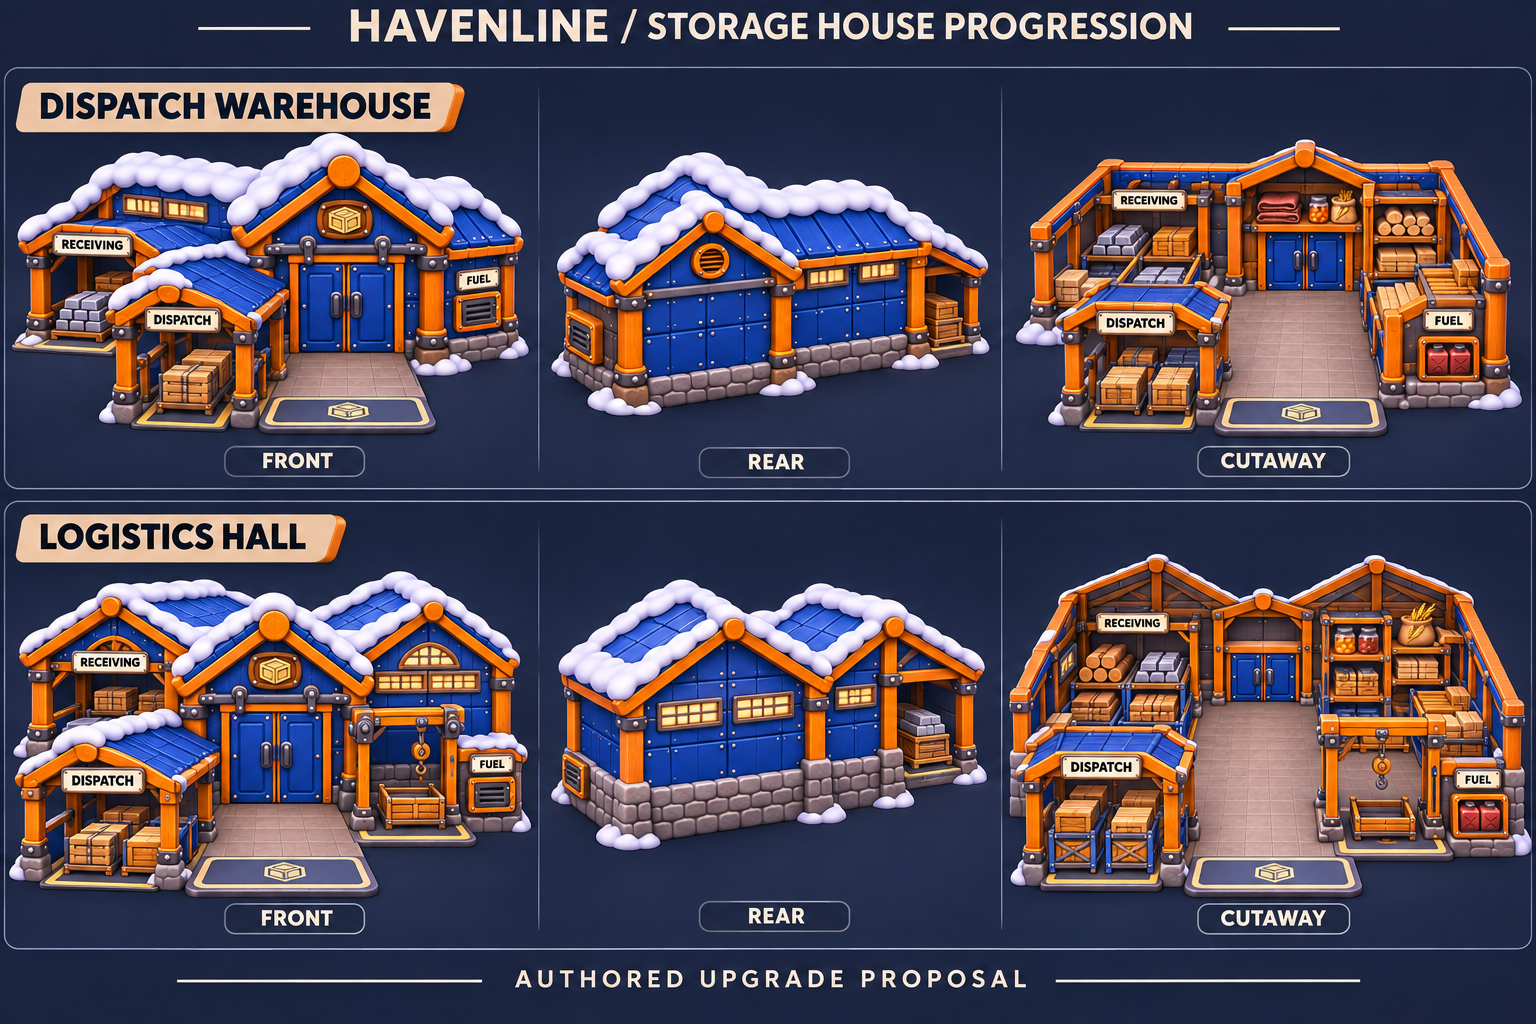 HAVENLINE / STORAGE HOUSE PROGRESSION
DISPATCH WAREHOUSE
RECEIVING
DISPATCH
FUEL
FRONT
REAR
RECEIVING
DISPATCH
FUEL
CUTAWAY
LOGISTICS HALL
RECEIVING
DISPATCH
FUEL
FRONT
REAR
RECEIVING
DISPATCH
FUEL
CUTAWAY
AUTHORED UPGRADE PROPOSAL